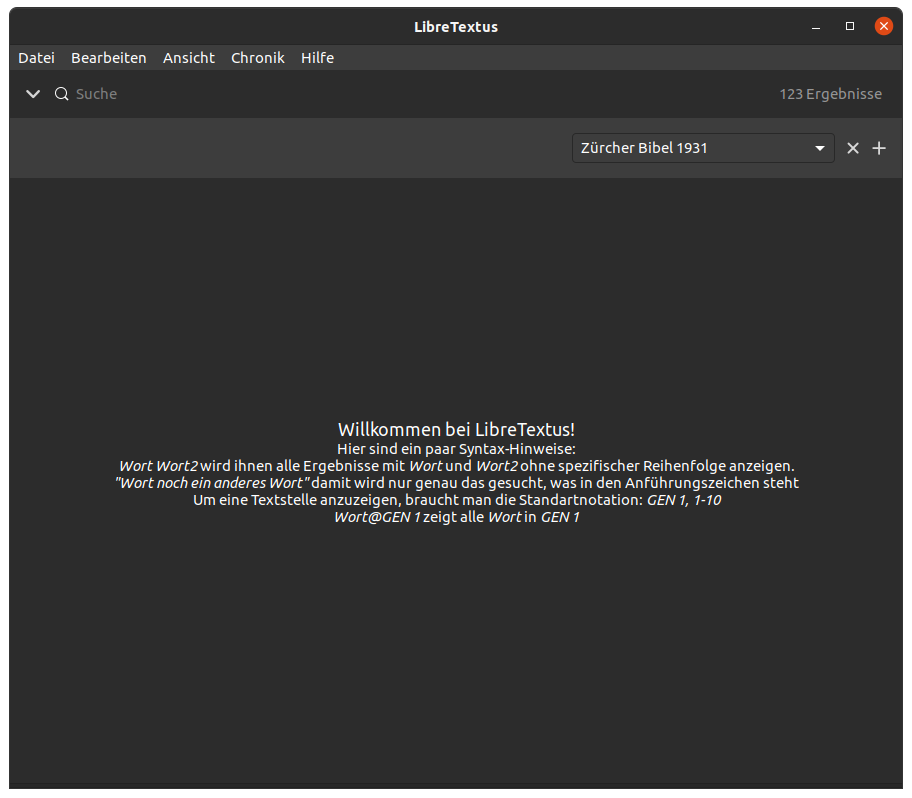 LibreTextus
Datei Bearbeiten Ansicht Chronik Hilfe
Suche 123 Ergebnisse
Zürcher Bibel 1931
Willkommen bei LibreTextus!
Hier sind ein paar Syntax-Hinweise:
Wort Wort2 wird ihnen alle Ergebnisse mit Wort und Wort2 ohne spezifischer Reihenfolge anzeigen.
"Wort noch ein anderes Wort" damit wird nur genau das gesucht, was in den Anführungszeichen steht
Um eine Textstelle anzuzeigen, braucht man die Standartnotation: GEN 1, 1-10
Wort@GEN 1 zeigt alle Wort in GEN 1